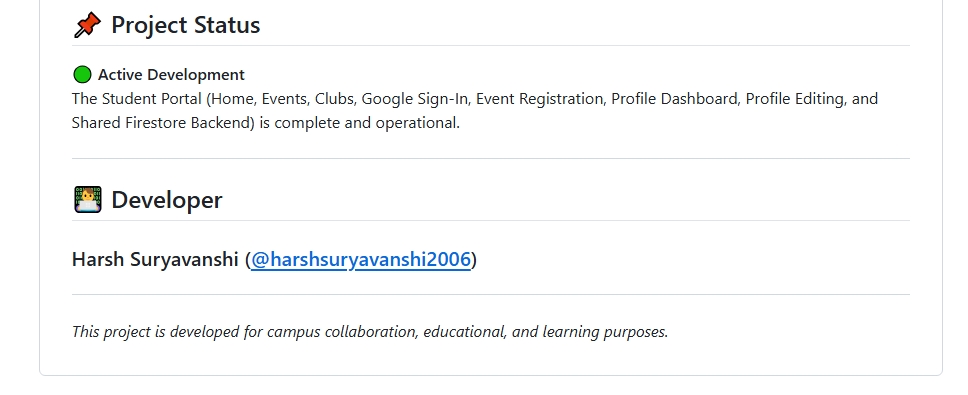 Project Status
Active Development
The Student Portal (Home, Events, Clubs, Google Sign-In, Event Registration, Profile Dashboard, Profile Editing, and
Shared Firestore Backend) is complete and operational.
Developer
Harsh Suryavanshi (@harshsuryavanshi2006)
This project is developed for campus collaboration, educational, and learning purposes.